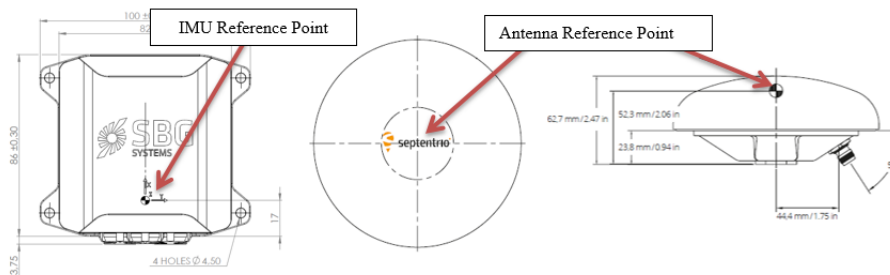 100 ±
82
IMU Reference Point
Antenna Reference Point
86 ±0,30
SBG
SYSTEMS
X
Y
17
3.75
4 HOLES Ø 4.50
septentrio
62,7 mm / 2.47 in
52.3 mm / 2.06 in
23.8 mm / 0.94 in
44,4 mm / 1.75 in